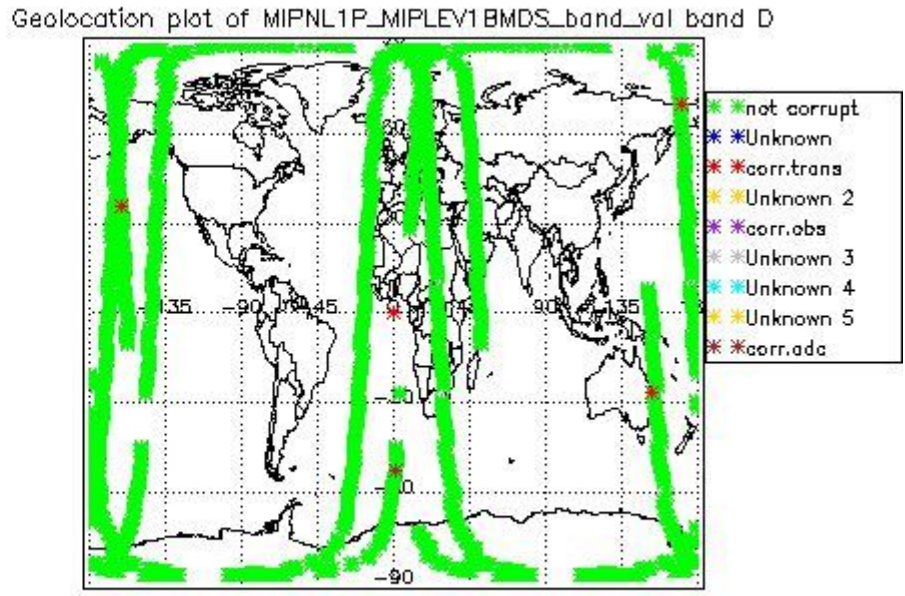 Geolocation plot of MIPNL1P_MIPLEV1BMDS_band_val band D
not corrupt
Unknown
corr.trans
Unknown 2
corr.obs
Unknown 3
Unknown 4
Unknown 5
corr.adc
60
-135
-90
-45
90
135
-90